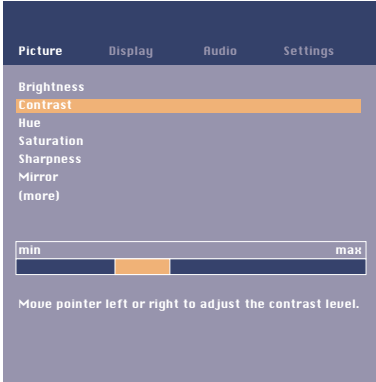 Picture Display Audio Settings
Brightness
Contrast
Hue
Saturation
Sharpness
Mirror
(more)
min max
Move pointer left or right to adjust the contrast level.